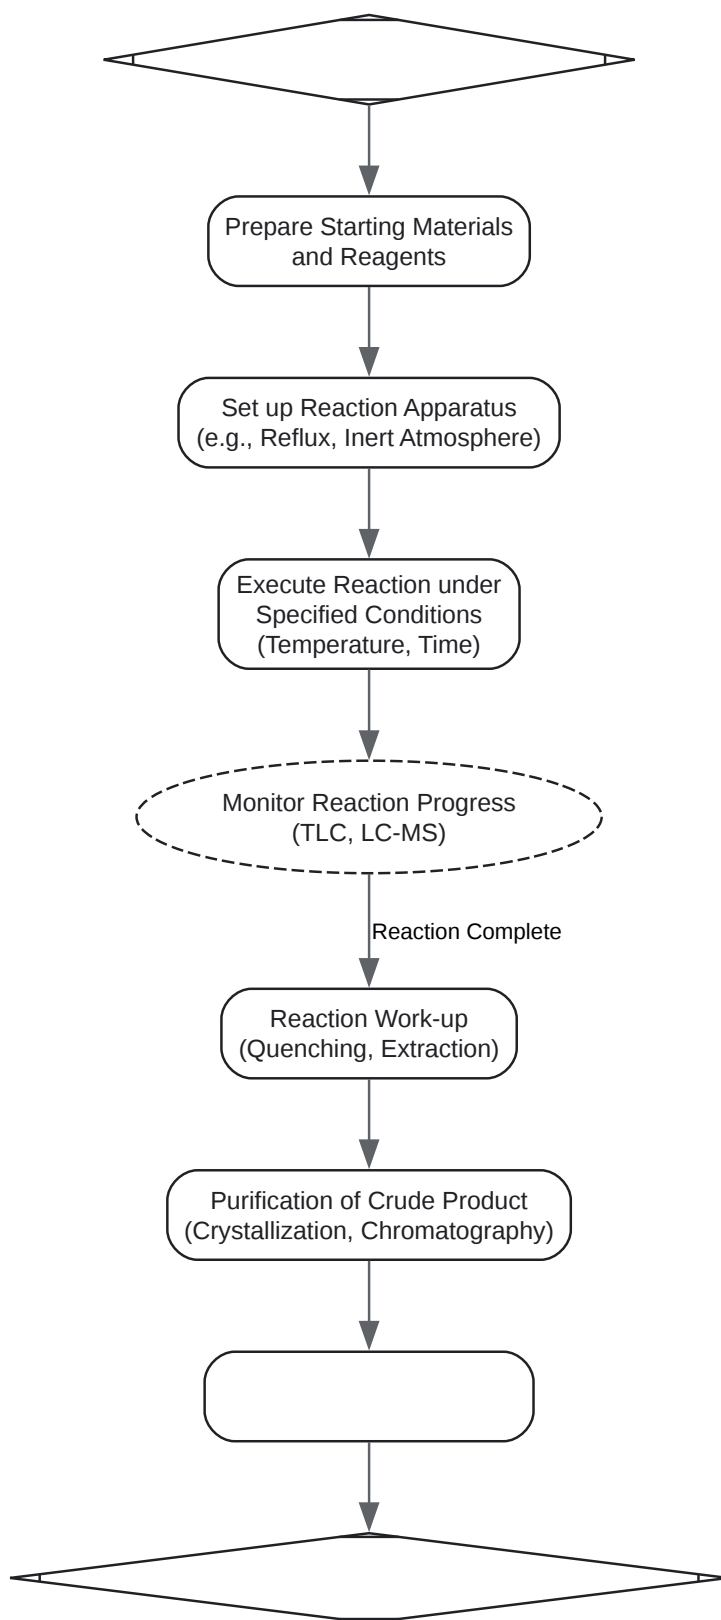 Prepare Starting Materials
and Reagents
Set up Reaction Apparatus
(e.g., Reflux, Inert Atmosphere)
Execute Reaction under
Specified Conditions
(Temperature, Time)
Monitor Reaction Progress
(TLC, LC-MS)
Reaction Complete
Reaction Work-up
(Quenching, Extraction)
Purification of Crude Product
(Crystallization, Chromatography)